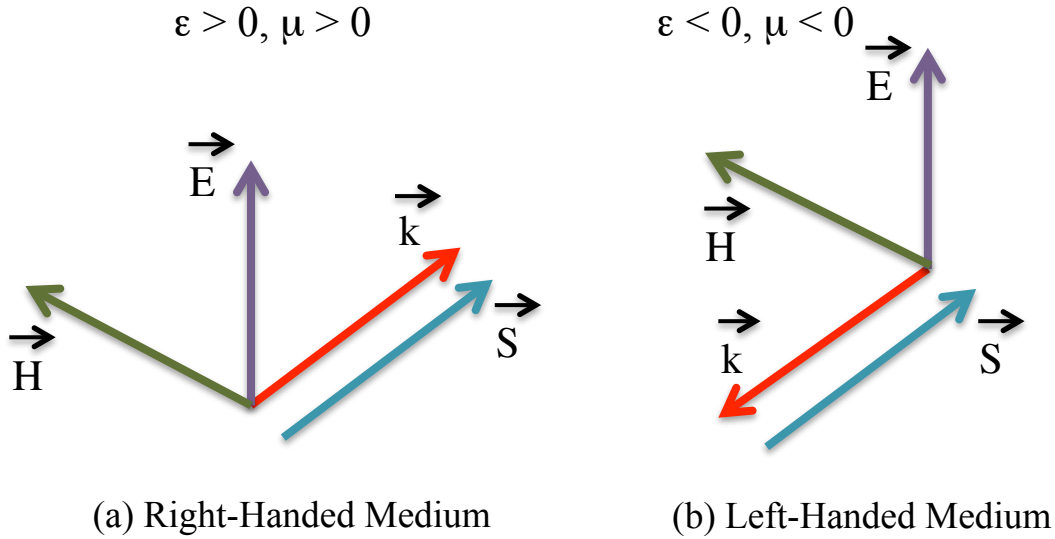 ε > 0, μ > 0
ε < 0, μ < 0
E
E
k
H
H
S
k
S
(a) Right-Handed Medium
(b) Left-Handed Medium